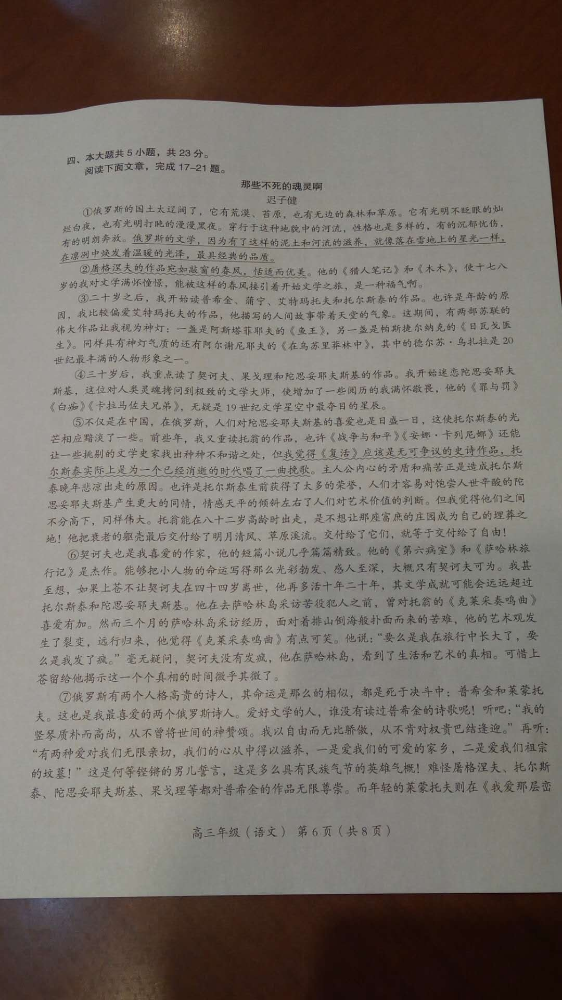 四、本大题共 5 小题，共 23 分。
阅读下面文章，完成 17-21 题。
那些不死的魂灵啊
迟子健
①俄罗斯的国土太辽阔了，它有荒漠、苔原，也有无边的森林和草原。它有光明不眨眼的灿
烂白夜，也有光明打盹的漫漫黑夜。穿行于这种地貌中的河流，性格也是多样的，有的沉郁忧伤，
有的明朗奔放。俄罗斯的文学，因为有了这样的泥土和河流的滋养，就像落在雪地上的星光一样，
在凛冽中焕发着温暖的光泽，最具经典的品质。
②屠格涅夫的作品宛如敲窗的春风，恬适而优美。他的《猎人笔记》和《木木》，使十七八
岁的我对文学满怀憧憬，能被这样的春风接引着开始文学之旅，是一种福气啊。
③二十岁之后，我开始读普希金、蒲宁、艾特玛托夫和托尔斯泰的作品。也许是年龄的原
因，我比较偏爱艾特玛托夫的作品，他描写的人间故事带着天堂的气象。这期间，有两部苏联的
伟大作品让我视为神灯：一盏是阿斯塔菲耶夫的《鱼王》，另一盏是帕斯捷尔纳克的《日瓦戈医
生》。同样具有神灯气质的还有阿尔谢尼耶夫的《在乌苏里莽林中》，其中的德尔苏·乌扎拉是 20
世纪最丰满的人物形象之一。
④三十岁后，我重点读了契诃夫、果戈理和陀思妥耶夫斯基的作品。我开始迷恋陀思妥耶夫
斯基，这位对人类灵魂拷问到极致的文学大师，使增加了一些阅历的我满怀敬畏，他的《罪与罚》
《白痴》《卡拉马佐夫兄弟》，无疑是 19 世纪文学星空中最夺目的星辰。
⑤不仅是在中国，在俄罗斯，人们对陀思妥耶夫斯基的喜爱也是日盛一日，这使托尔斯泰的光
芒相应黯淡了一些。前些年，我又重读托翁的作品，也许《战争与和平》《安娜·卡列尼娜》还能
让一些挑剔的文学史家找出种种不和谐之处，但我觉得《复活》应该是无可争议的史诗作品，托
尔斯泰实际上是为一个已经消逝的时代唱了一曲挽歌。主人公内心的矛盾和痛苦正是造成托尔斯
泰晚年悲凉出走的原因。也许是托尔斯泰生前获得了太多的荣誉，人们才容易对饱尝人世辛酸的陀
思妥耶夫斯基产生更大的同情，情感天平的倾斜左右了人们对艺术价值的判断。但我觉得他们之间
不分高下，同样伟大。托翁能在八十二岁高龄时出走，是不想让那座富庶的庄园成为自己的埋葬之
地！他把衰老的躯壳最后交付给了明月清风、草原溪流。交付给了它们，就等于交付给了自由！
⑥契诃夫也是我喜爱的作家，他的短篇小说几乎篇篇精致。他的《第六病室》和《萨哈林旅
行记》是杰作。能够把小人物的命运写得那么光彩勃发、感人至深，大概只有契诃夫可为。我甚
至想，如果上苍不让契诃夫在四十四岁离世，他再多活十年二十年，其文学成就可能会远远超过
托尔斯泰和陀思妥耶夫斯基。他在去萨哈林岛采访苦役犯人之前，曾对托翁的《克莱采奏鸣曲》
喜爱有加。然而三个月的萨哈林岛采访经历，面对着排山倒海般扑面而来的苦难，他的艺术观发
生了裂变，远行归来，他觉得《克莱采奏鸣曲》有点可笑。他说：“要么是我在旅行中长大了，要
么是我发了疯。”毫无疑问，契诃夫没有发疯，他在萨哈林岛，看到了生活和艺术的真相。可惜上
苍留给他揭示这一个个真相的时间微乎其微了。
⑦俄罗斯有两个人格高贵的诗人，其命运是那么的相似，都是死于决斗中：普希金和莱蒙托
夫。这也是我最喜爱的两个俄罗斯诗人。爱好文学的人，谁没有读过普希金的诗歌呢！听吧：“我的
竖琴质朴而高尚，从不曾将世间的神赞颂。我以自由而无比骄傲，从不肯对权贵巴结逢迎。”再听：
“有两种爱对我们无限亲切，我们的心从中得以滋养，一是爱我们的可爱的家乡，二是爱我们祖宗
的坟墓！”这是何等铿锵的男儿誓言，这是多么具有民族气节的英雄气概！难怪屠格涅夫、托尔斯
泰、陀思妥耶夫斯基、果戈理等都对普希金的作品无限尊崇。而年轻的莱蒙托夫则在《我爱那层峦
高三年级（语文） 第 6 页（共 8 页）